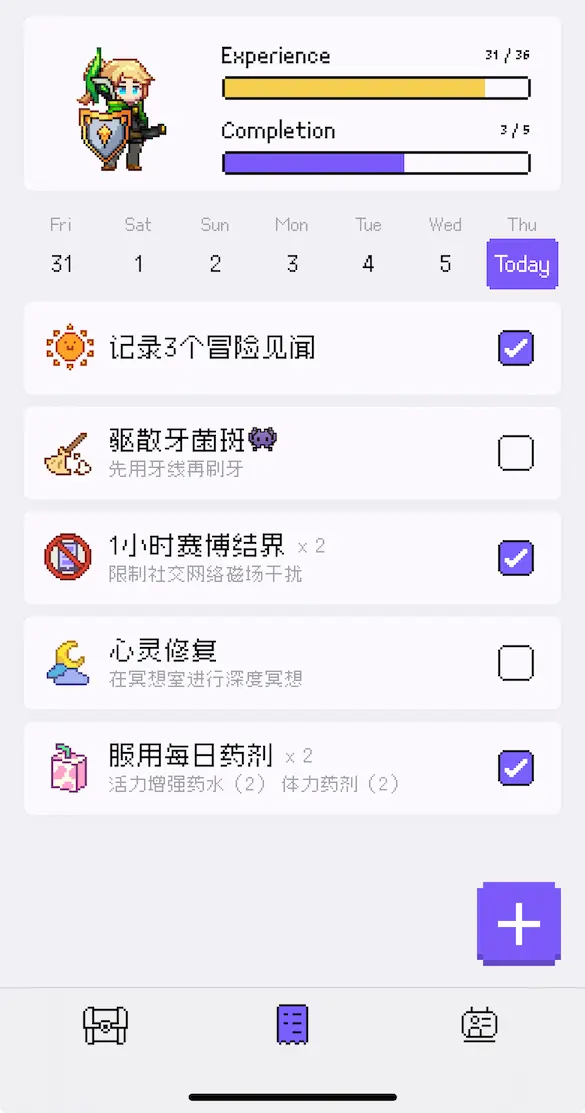 Experience 31 / 36
Completion 3 / 5
Fri Sat Sun Mon Tue Wed Thu
31 1 2 3 4 5 Today
记录3个冒险见闻
驱散牙菌斑
先用牙线再刷牙
1小时赛博结界 x 2
限制社交网络磁场干扰
心灵修复
在冥想室进行深度冥想
服用每日药剂 x 2
活力增强药水（2） 体力药剂（2）